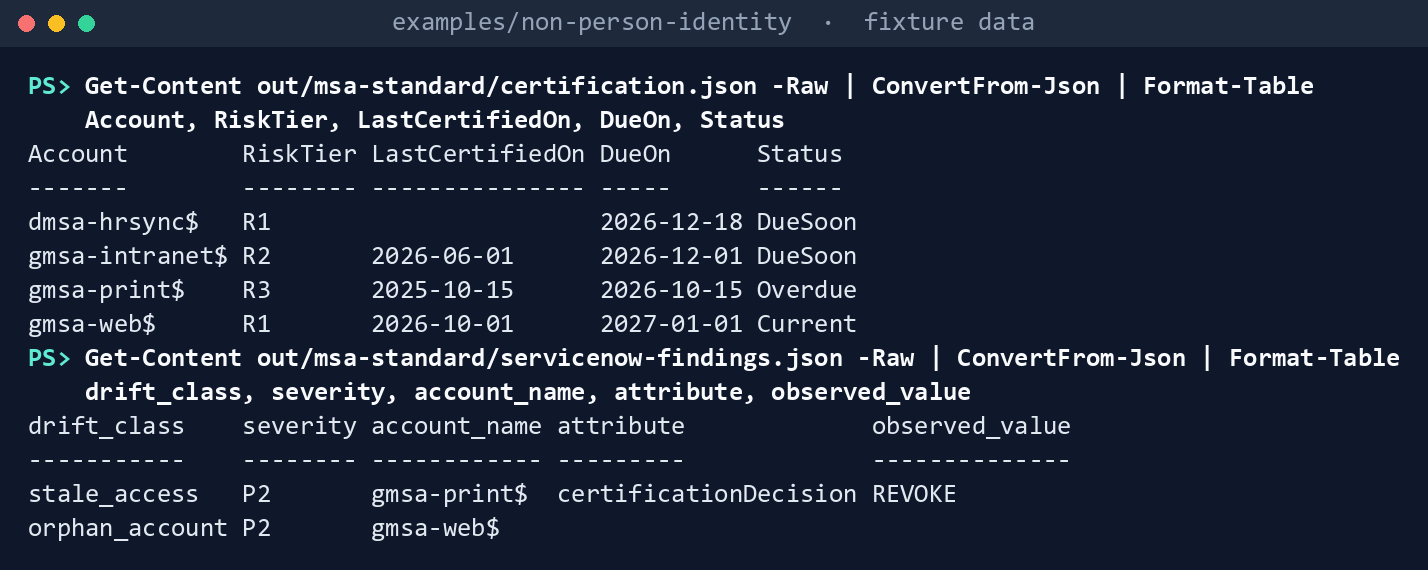 examples/non-person-identity · fixture data
PS> Get-Content out/msa-standard/certification.json -Raw | ConvertFrom-Json | Format-Table
    Account, RiskTier, LastCertifiedOn, DueOn, Status
Account        RiskTier LastCertifiedOn DueOn      Status
-------        -------- --------------- -----      ------
dmsa-hrsync$   R1                       2026-12-18 DueSoon
gmsa-intranet$ R2       2026-06-01      2026-12-01 DueSoon
gmsa-print$    R3       2025-10-15      2026-10-15 Overdue
gmsa-web$      R1       2026-10-01      2027-01-01 Current
PS> Get-Content out/msa-standard/servicenow-findings.json -Raw | ConvertFrom-Json | Format-Table
    drift_class, severity, account_name, attribute, observed_value
drift_class    severity account_name attribute             observed_value
-----------    -------- ------------ ---------             --------------
stale_access   P2       gmsa-print$  certificationDecision REVOKE
orphan_account P2       gmsa-web$